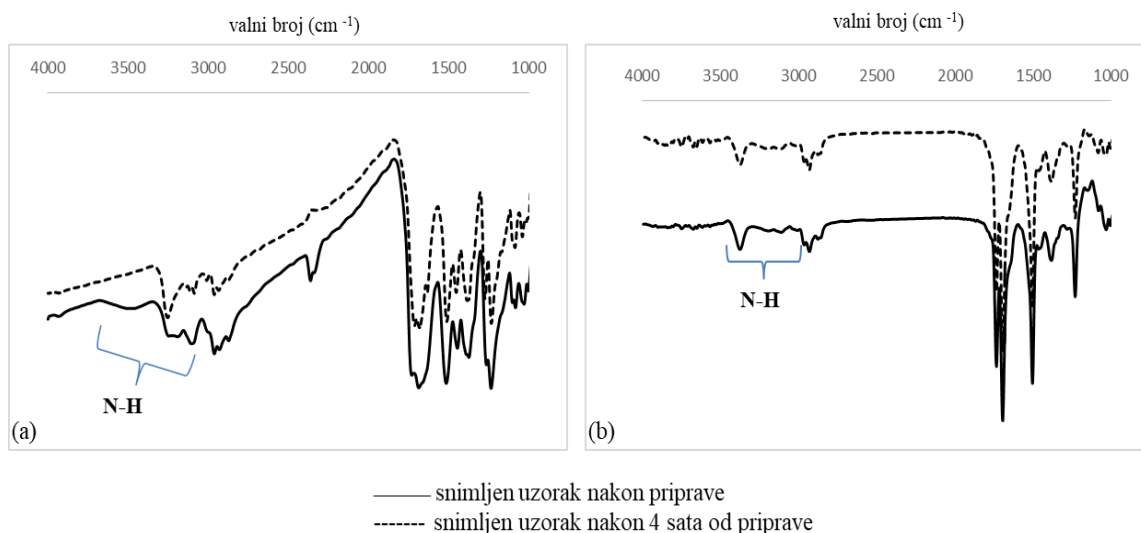 valni broj (cm -1)
4000 3500 3000 2500 2000 1500 1000
N-H
(a)
valni broj (cm -1)
4000 3500 3000 2500 2000 1500 1000
N-H
(b)
snimljen uzorak nakon priprave
snimljen uzorak nakon 4 sata od priprave